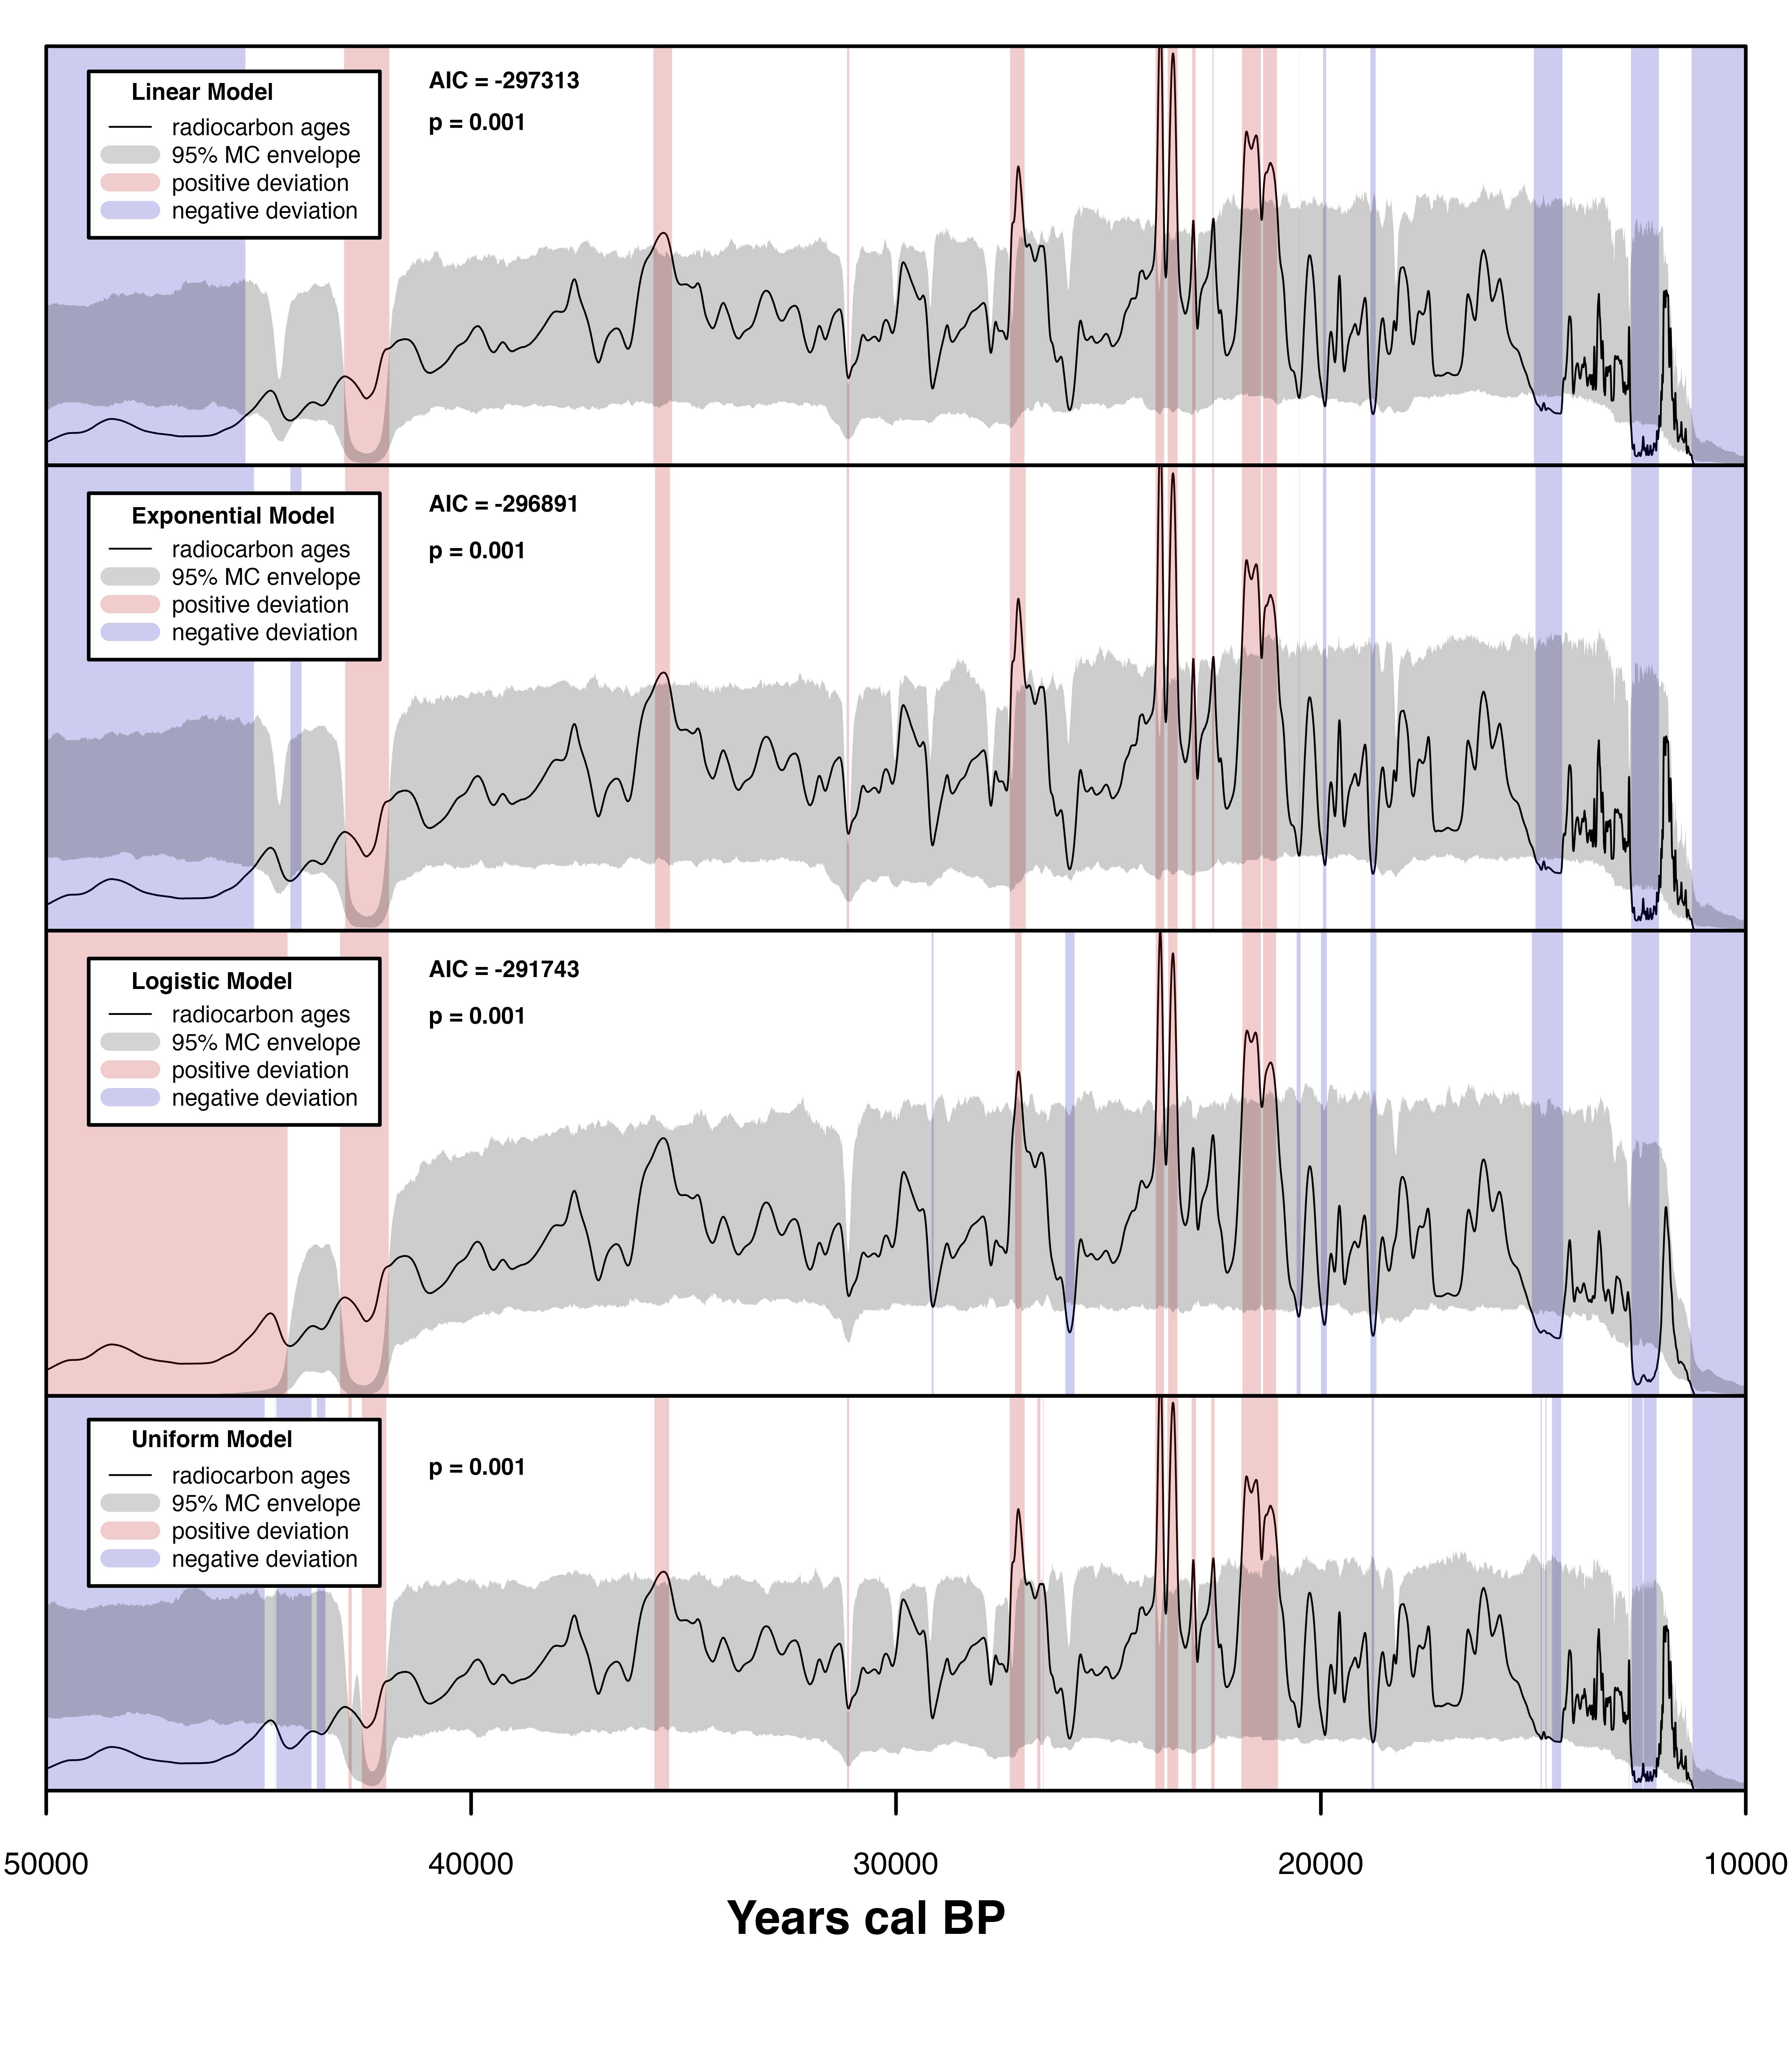 Linear Model
radiocarbon ages
95% MC envelope
positive deviation
negative deviation
AIC = -297313
p = 0.001
Exponential Model
radiocarbon ages
95% MC envelope
positive deviation
negative deviation
AIC = -296891
p = 0.001
Logistic Model
radiocarbon ages
95% MC envelope
positive deviation
negative deviation
AIC = -291743
p = 0.001
Uniform Model
radiocarbon ages
95% MC envelope
positive deviation
negative deviation
p = 0.001
50000 40000 30000 20000 10000
Years cal BP